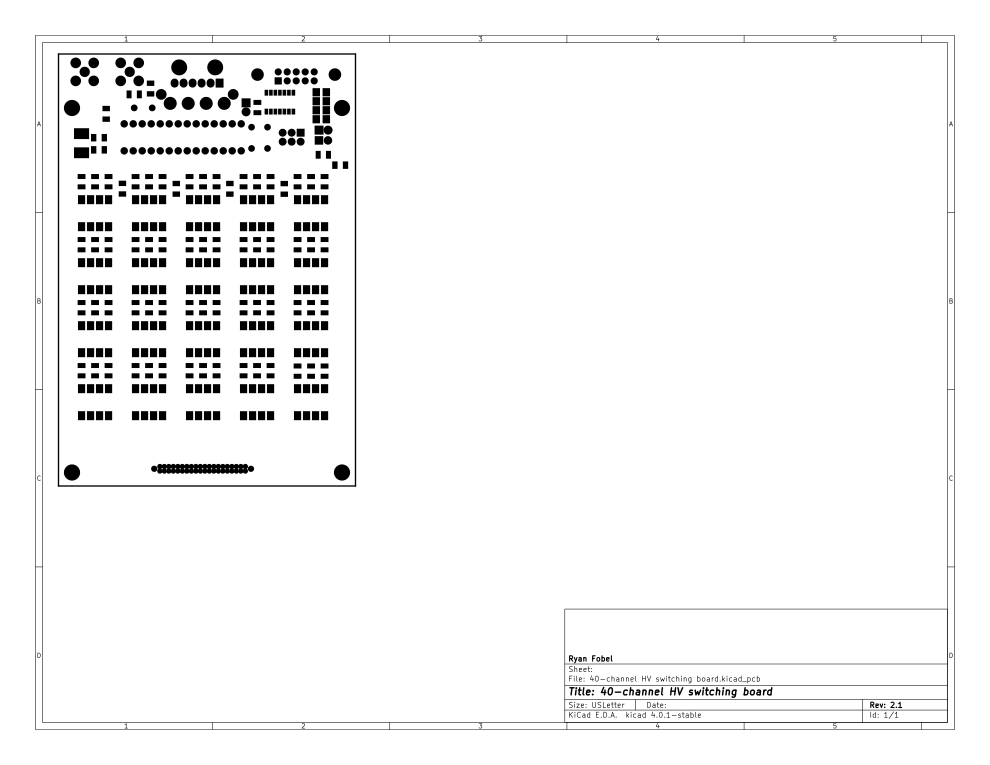 1 2 3 4 5
A A
B B
C C
D D
Ryan Fobel
Sheet:
File: 40-channel HV switching board.kicad_pcb
Title: 40-channel HV switching board
Size: USLetter Date: Rev: 2.1
KiCad E.D.A. kicad 4.0.1-stable Id: 1/1
1 2 3 4 5